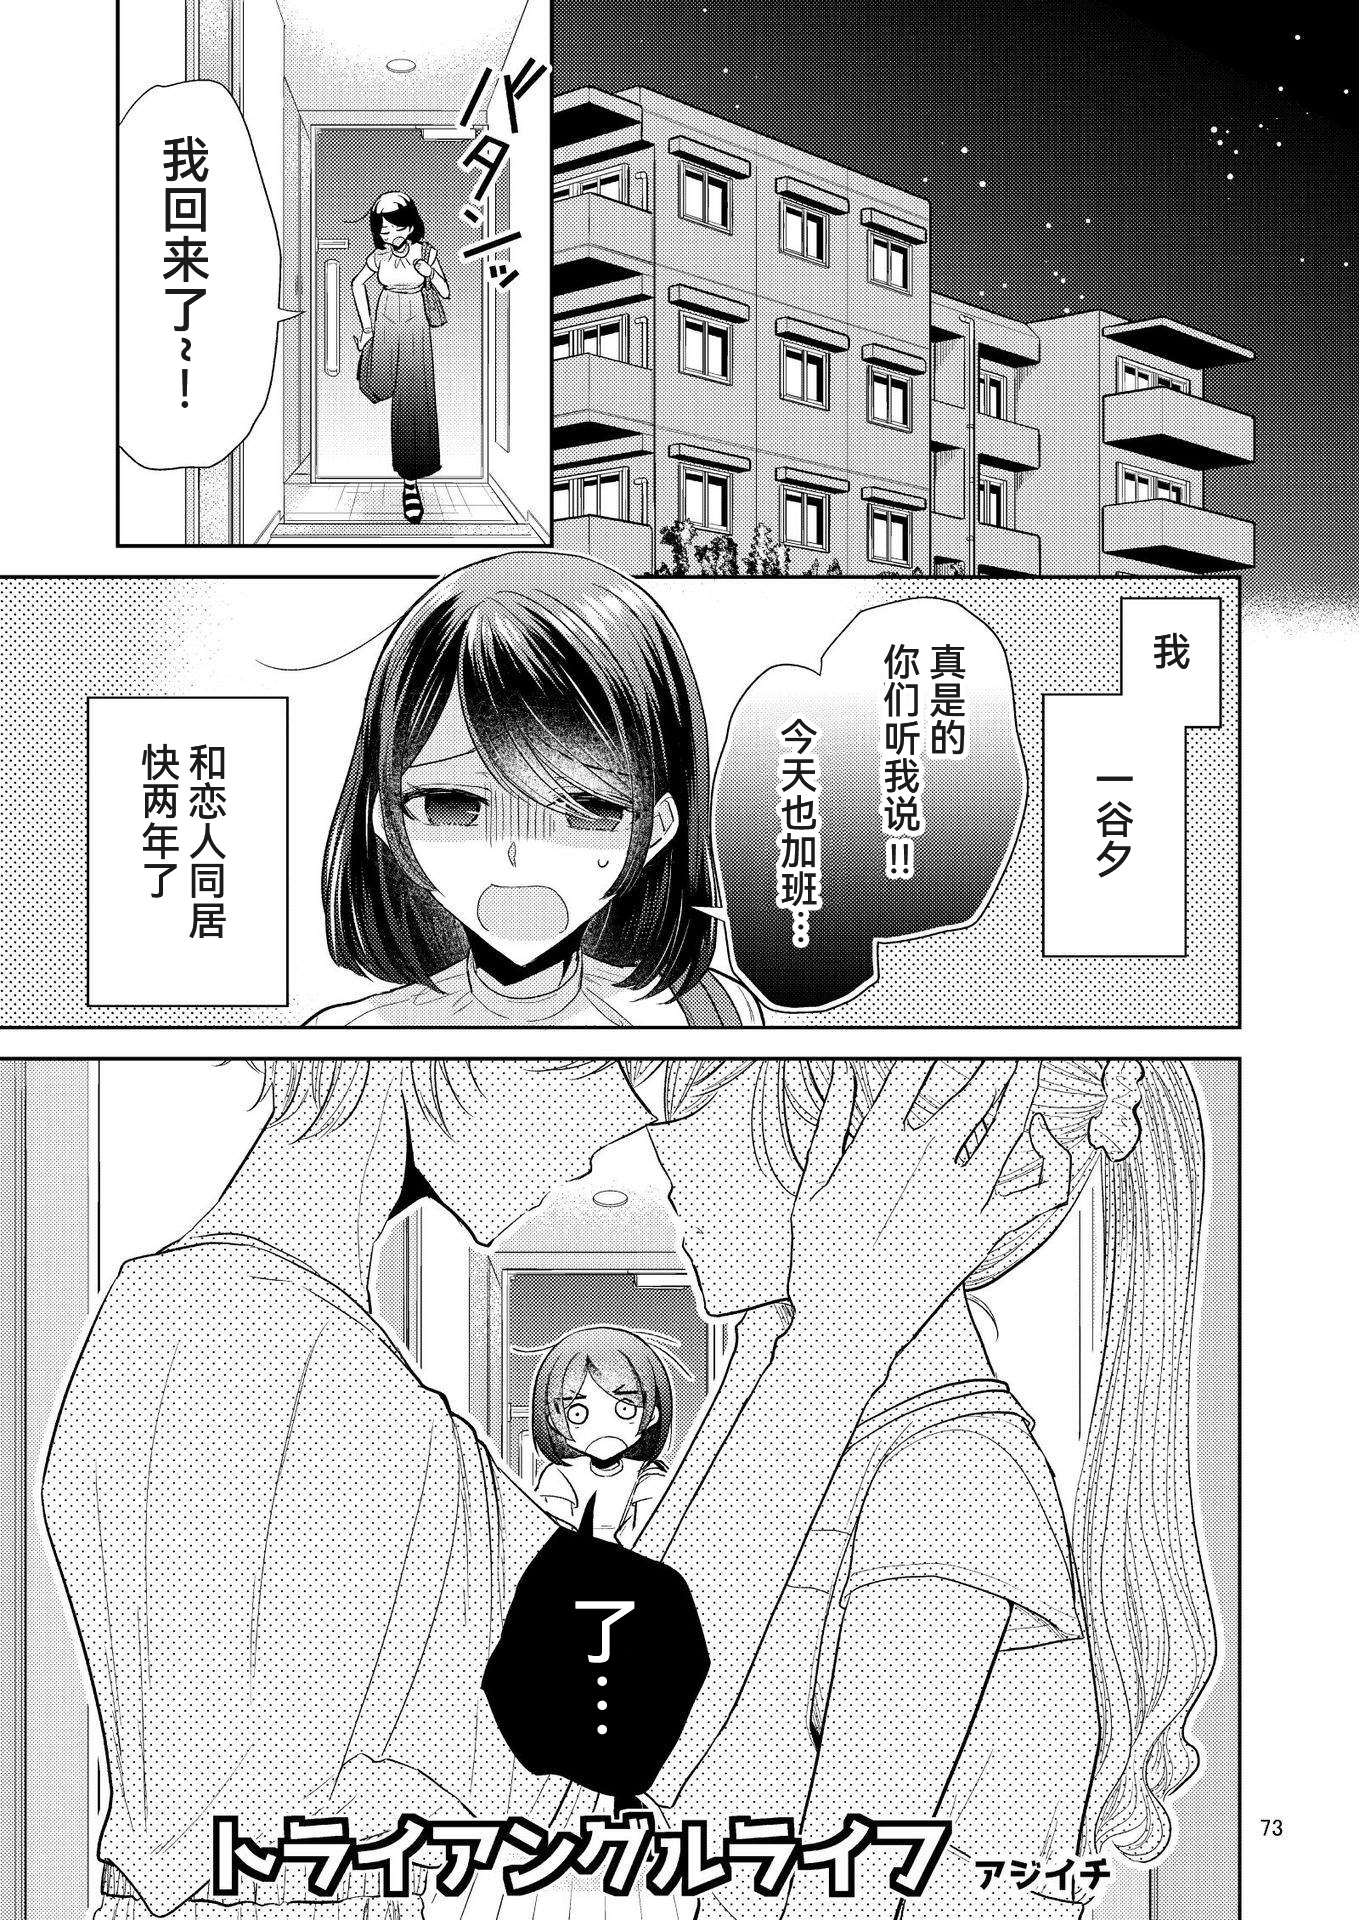 バタンッ
我回来了~!
我
一谷夕
真是的
你们听我说!!
今天也加班…
和恋人同居
快两年了
了…
トライアングルライフ
アジイチ
73